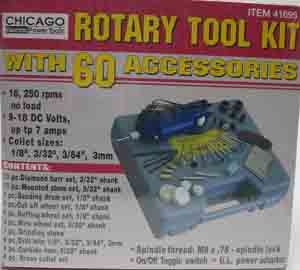 CHICAGO
Electric Power Tools
ITEM 41695
ROTARY TOOL KIT
WITH 60 ACCESSORIES
• 16, 250 rpms
no load
• 9-18 DC Volts,
up tp 7 amps
• Collet sizes:
1/8", 3/32", 3/64", 3mm
CONTENTS:
pc. Diamond burr set, 3/32" shank
pc. Mounted stone set, 3/32" shank
pc. Sanding drum set, 1/8" shank
pc. Cut off wheel set, 1/8" shank
pc. Buffing wheel set, 1/8" shank
pc. Wire wheel set, 3/32" shank
pc. Grinding
pc. Drill bits 1/8", 3/32", 3/64", 3mm
pc. Carbide burr, 1/8" shank
pc. Brass collet set
• Spindle thread: M8 x .75 - spindle lock
• On/Off Toggle switch • U.L. power adaptor